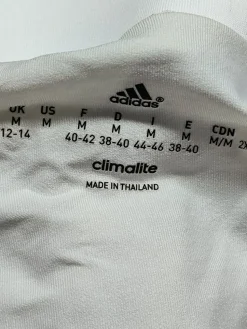 adidas®
UK US F D I E CDN
M M M M M M M/M 2X
12-14 40-42 38-40 44-46 38-40
climalite
MADE IN THAILAND